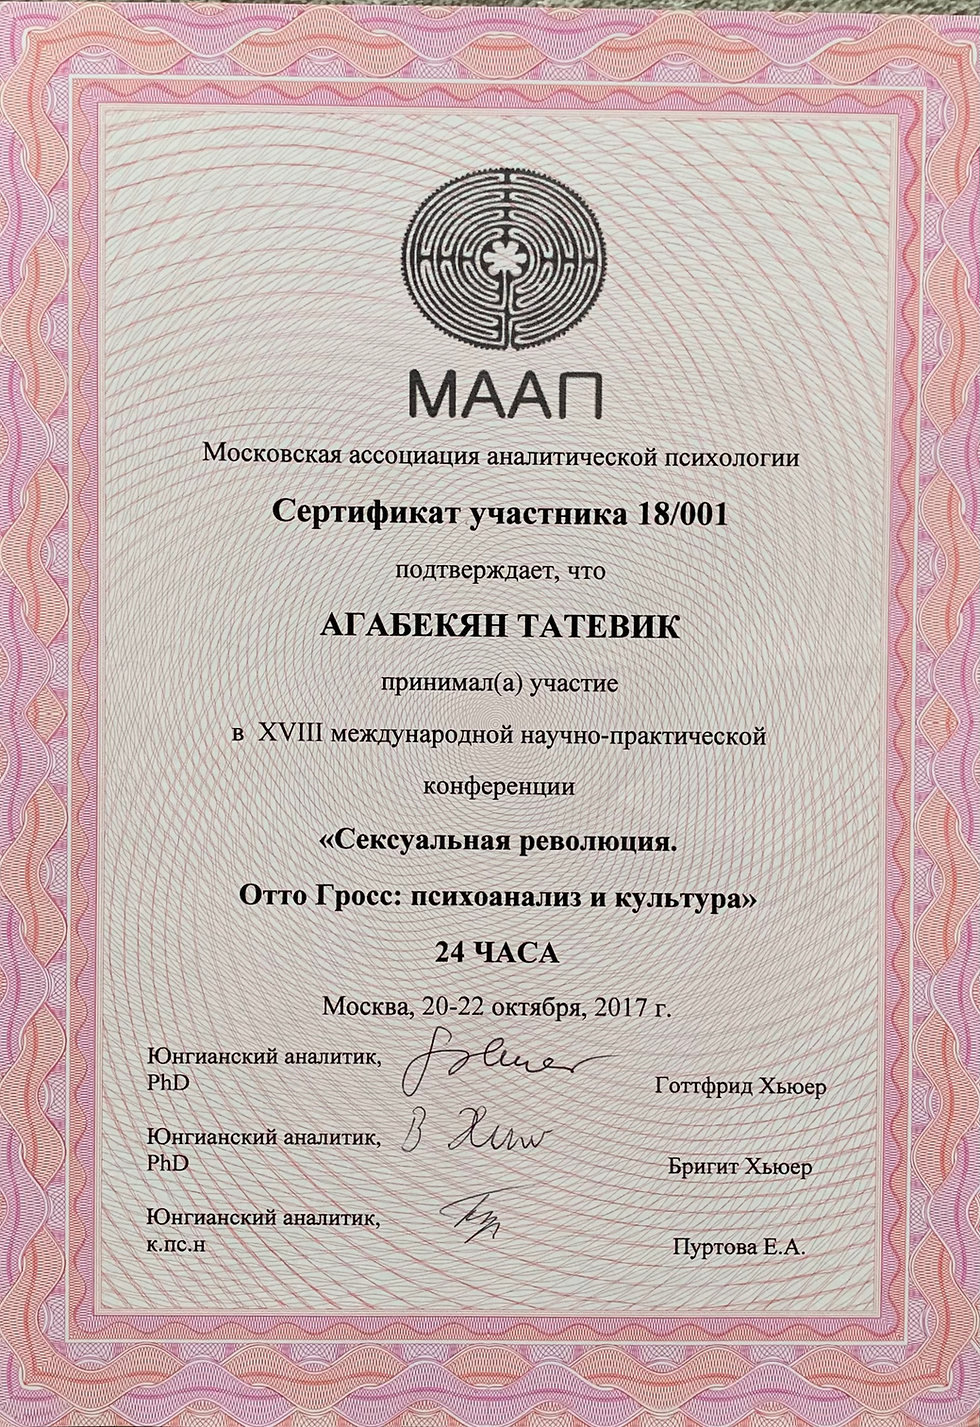 МААП
Московская ассоциация аналитической психологии
Сертификат участника 18/001
подтверждает, что
АГАБЕКЯН ТАТЕВИК
принимал(а) участие
в XVIII международной научно-практической
конференции
«Сексуальная революция.
Отто Гросс: психоанализ и культура»
24 ЧАСА
Москва, 20-22 октября, 2017 г.
Юнгианский аналитик,
PhD
Готтфрид Хьюер
Юнгианский аналитик,
PhD
Бригит Хьюер
Юнгианский аналитик,
к.пс.н
Пуртова Е.А.